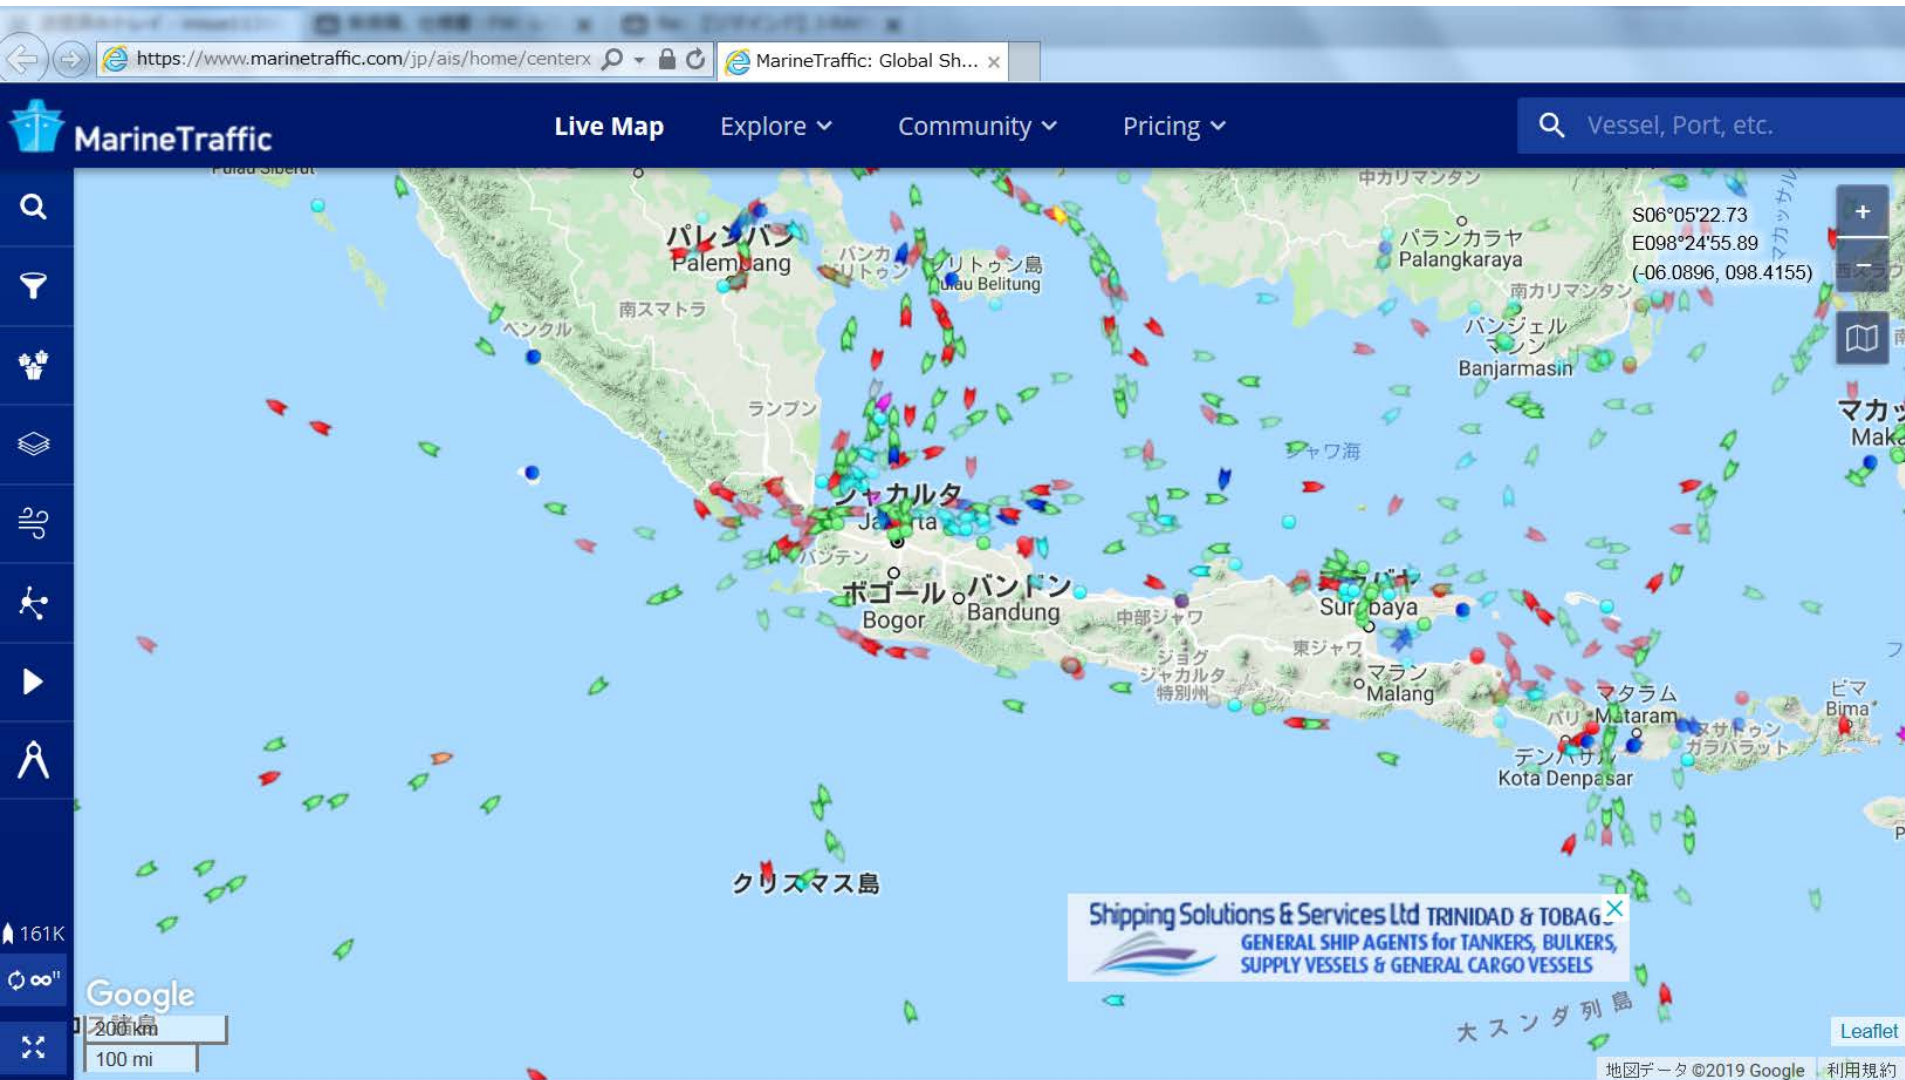 https://www.marinetraffic.com/jp/ais/home/centerx
MarineTraffic: Global Sh...
MarineTraffic
Live Map
Explore
Community
Pricing
Vessel, Port, etc.
Pulau Siberut
中カリマンタン
マカッサル
S06°05'22.73
E098°24'55.89
(-06.0896, 098.4155)
+
−
パレンバン
Palembang
バンカ
ブリトゥン
ブリトゥン島
Pulau Belitung
パランカラヤ
Palangkaraya
南スマトラ
ベンクル
南カリマンタン
バンジェル
マシン
Banjarmasin
ランプン
マカッ
Maka
ジャワ海
ジャカルタ
Jakarta
バンテン
ボゴール
Bogor
バンドン
Bandung
中部ジャワ
スラバヤ
Surabaya
東ジャワ
ジョグ
ジャカルタ
特別州
マラン
Malang
バリ
マタラム
Mataram
ヌサトゥン
ガラバラット
ビマ
Bima
デンパサル
Kota Denpasar
クリスマス島
Shipping Solutions & Services Ltd TRINIDAD & TOBAG
GENERAL SHIP AGENTS for TANKERS, BULKERS,
SUPPLY VESSELS & GENERAL CARGO VESSELS
161K
∞"
Google
200 km
100 mi
大スンダ列島
Leaflet
地図データ ©2019 Google
利用規約